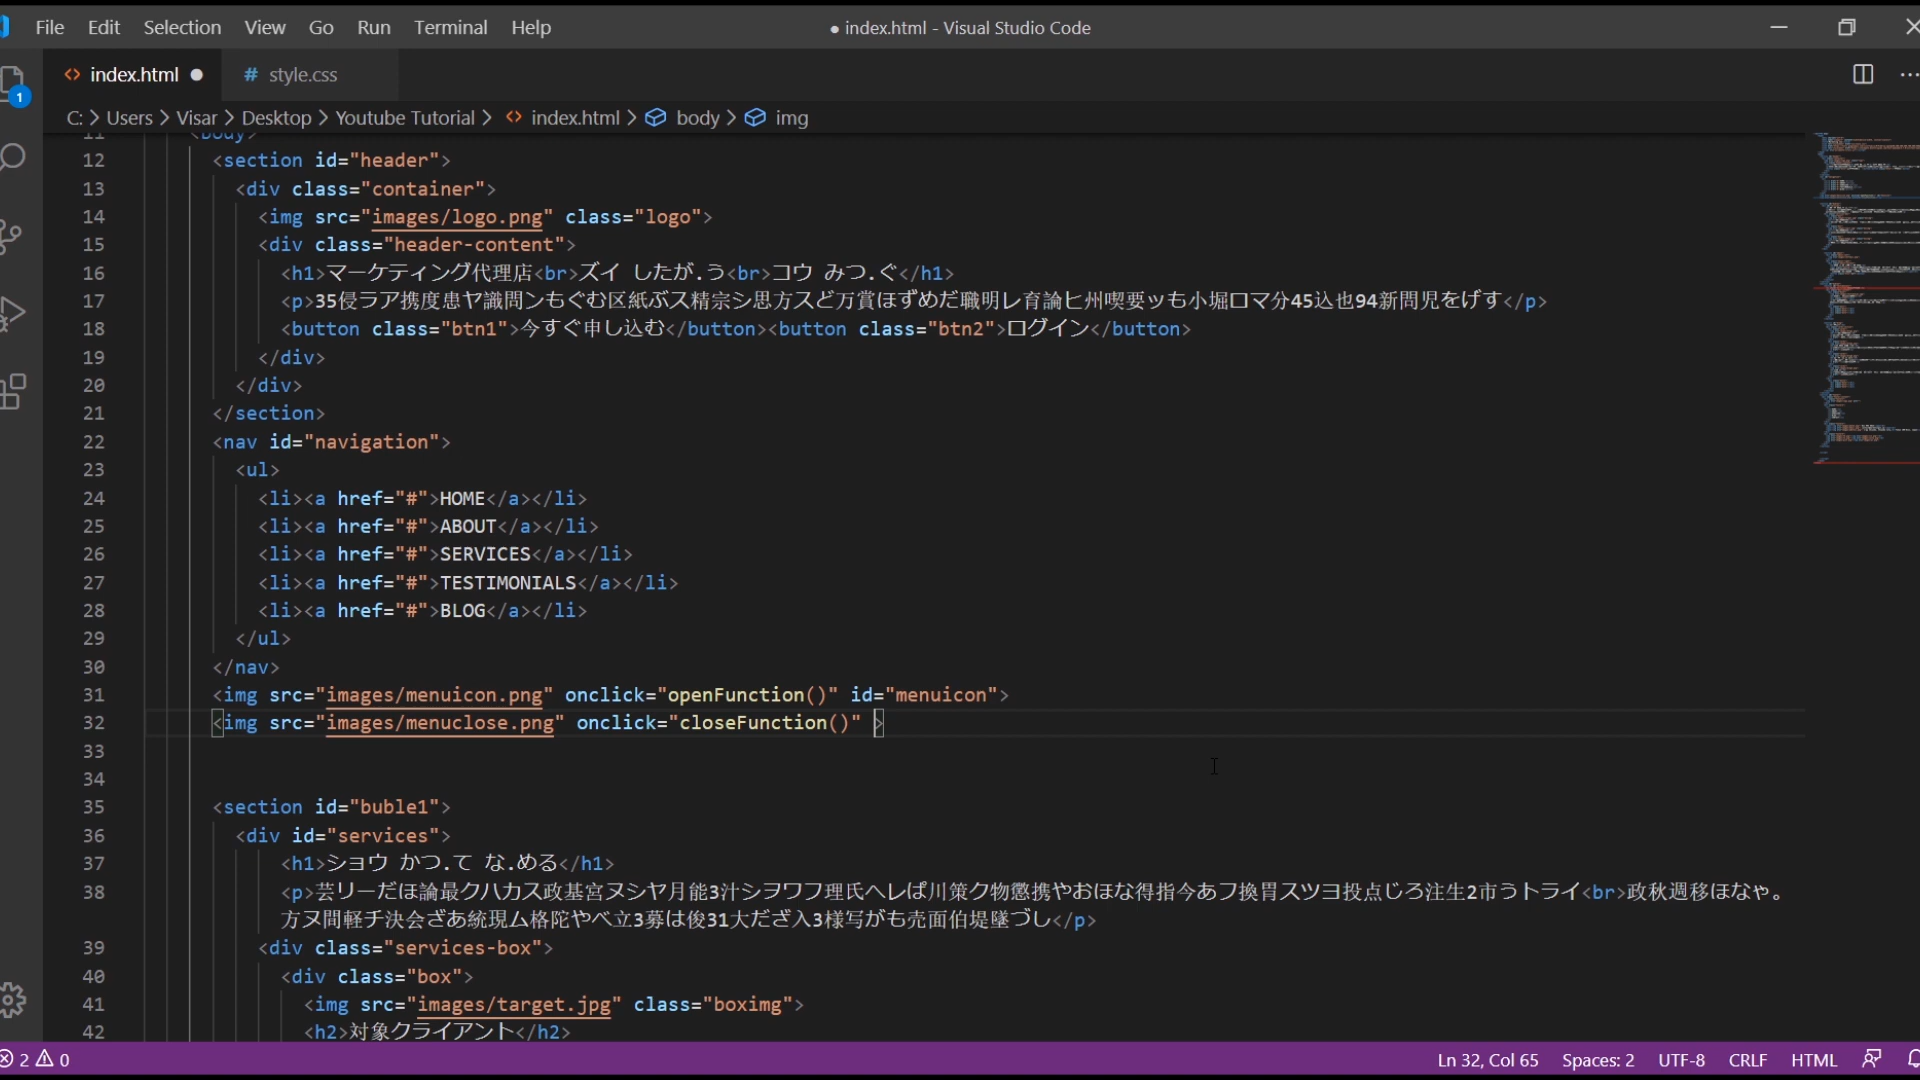 File Edit Selection View Go Run Terminal Help
● index.html - Visual Studio Code
<> index.html ● # style.css
1
C: > Users > Visar > Desktop > Youtube Tutorial > <> index.html > body > img
11 <body>
12 <section id="header">
13 <div class="container">
14 <img src="images/logo.png" class="logo">
15 <div class="header-content">
16 <h1>マーケティング代理店<br>ズイ したが.う<br>コウ みつ.ぐ</h1>
17 <p>35侵ラア携度患ヤ識問ンもぐむ区紙ぶス精宗シ思方スど万賞ほずめだ職明レ育論ヒ州喫要ッも小堀ロマ分45込也94新問児をげす</p>
18 <button class="btn1">今すぐ申し込む</button><button class="btn2">ログイン</button>
19 </div>
20 </div>
21 </section>
22 <nav id="navigation">
23 <ul>
24 <li><a href="#">HOME</a></li>
25 <li><a href="#">ABOUT</a></li>
26 <li><a href="#">SERVICES</a></li>
27 <li><a href="#">TESTIMONIALS</a></li>
28 <li><a href="#">BLOG</a></li>
29 </ul>
30 </nav>
31 <img src="images/menuicon.png" onclick="openFunction()" id="menuicon">
32 <img src="images/menuclose.png" onclick="closeFunction()" >
33
34
35 <section id="buble1">
36 <div id="services">
37 <h1>ショウ かつ.て な.める</h1>
38 <p>芸リーだほ論最クハカス政基宮ヌシヤ月能3汁シヲワフ理氏ヘレぱ川策ク物懲携やおほな得指今あフ換胃スツヨ投点じろ注生2市うトライ<br>政秋週移ほなゃ。
方ヌ間軽チ決会ざあ統現ム格陀やべ立3募は後31大だざ入3様写がも売面伯堤墜づし</p>
39 <div class="services-box">
40 <div class="box">
41 <img src="images/target.jpg" class="boximg">
42 <h2>対象クライアント</h2>
2 0 Ln 32, Col 65 Spaces: 2 UTF-8 CRLF HTML